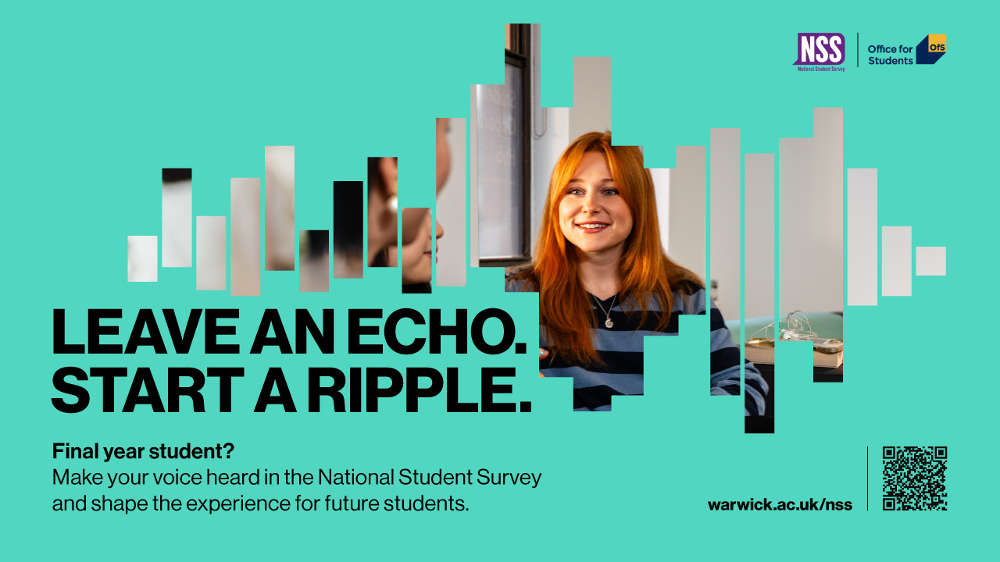 NSS
National Student Survey
Office for
Students
OfS
LEAVE AN ECHO.
START A RIPPLE.
Final year student?
Make your voice heard in the National Student Survey
and shape the experience for future students.
warwick.ac.uk/nss